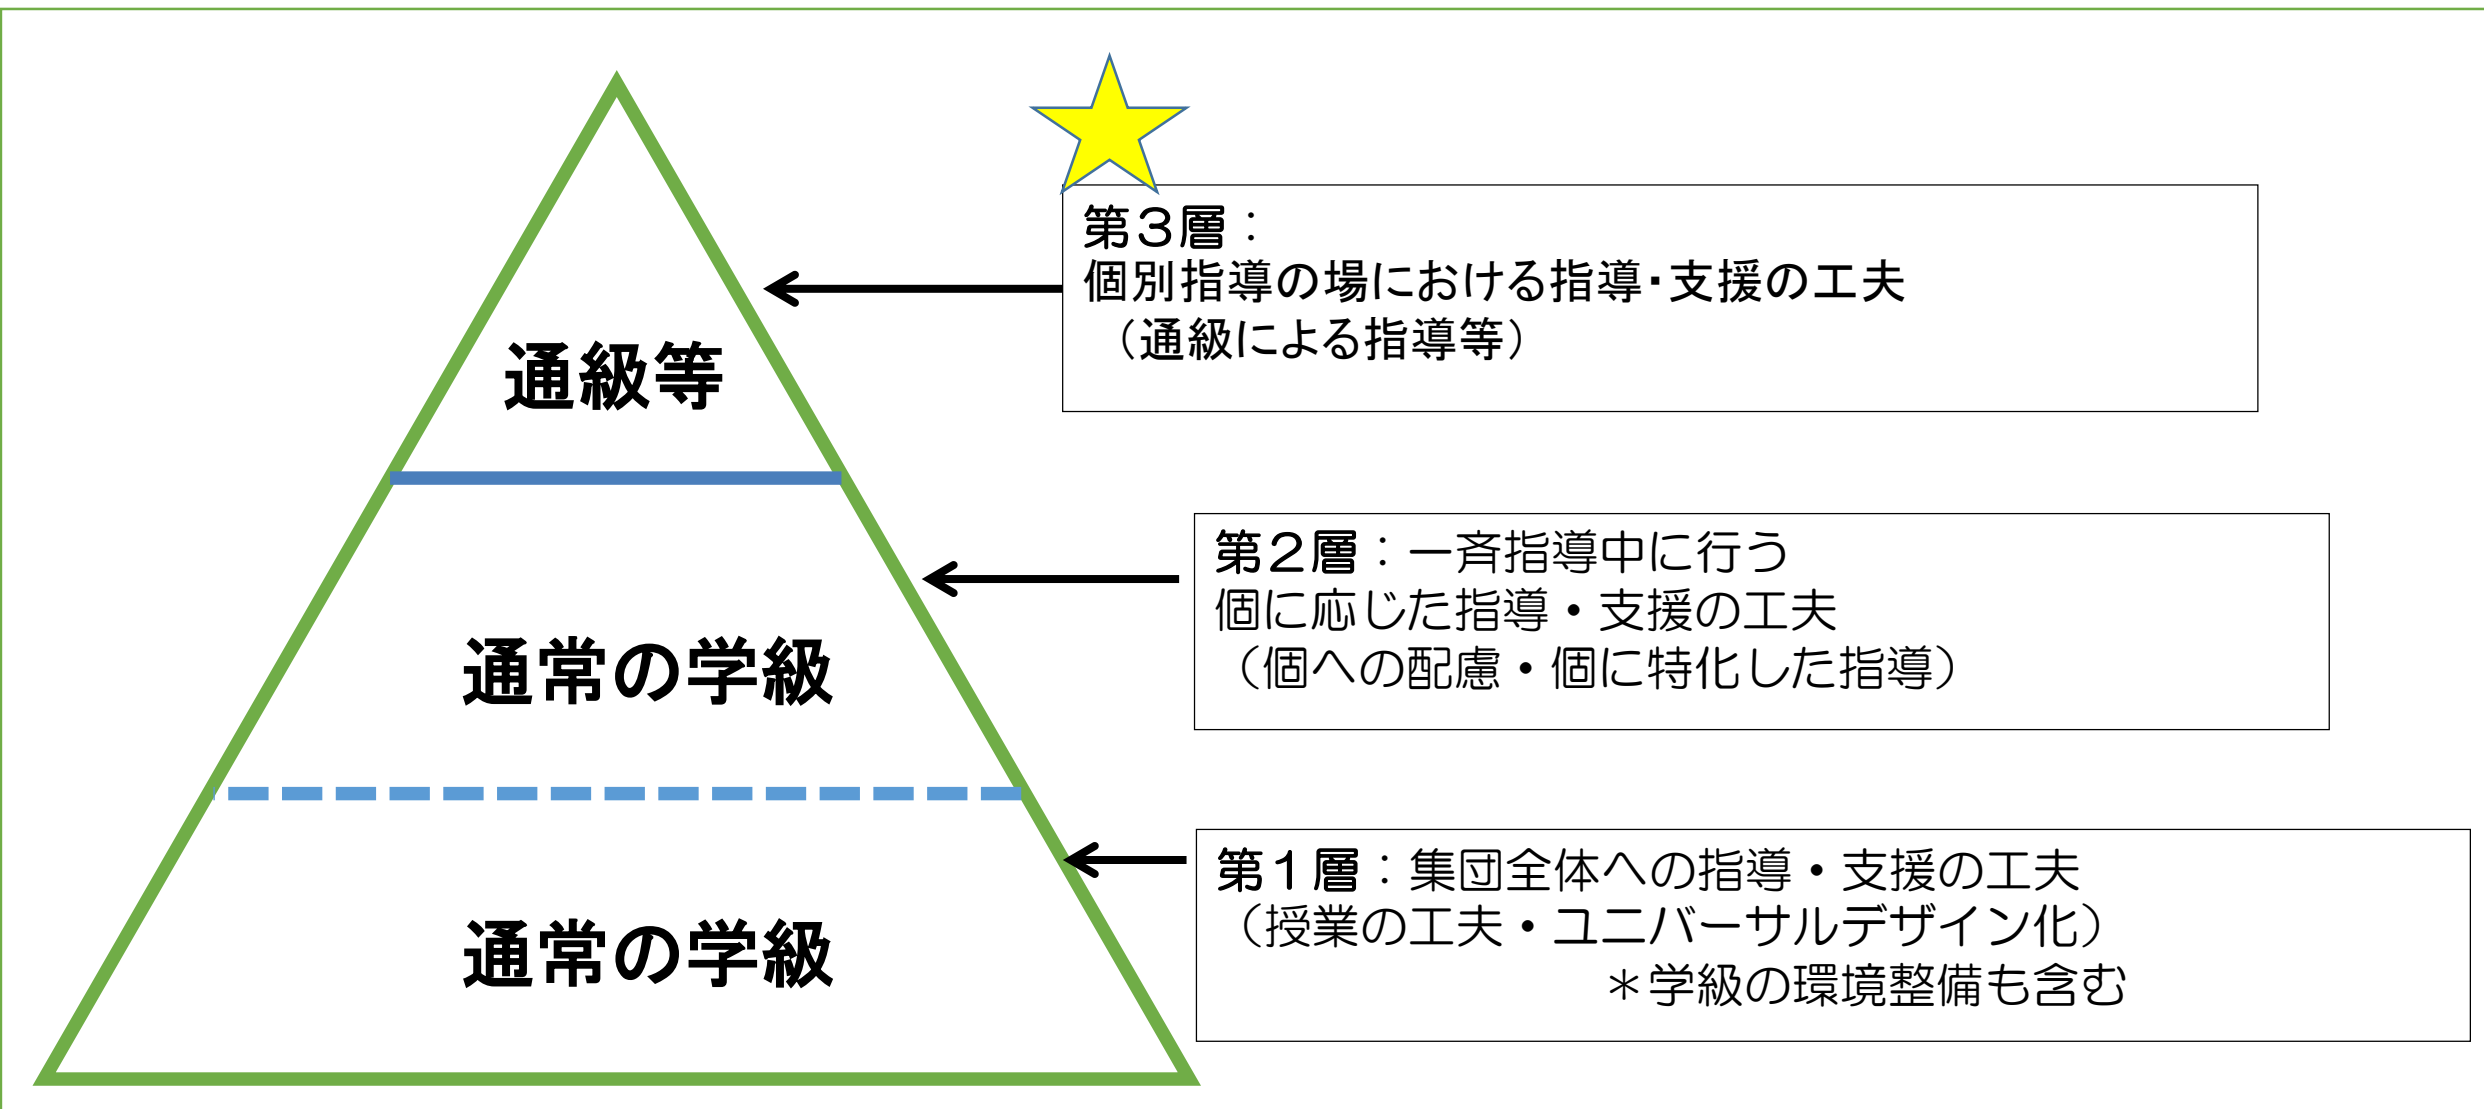 第３層：
個別指導の場における指導・支援の工夫
（通級による指導等）
通級等
第２層：一斉指導中に行う
個に応じた指導・支援の工夫
（個への配慮・個に特化した指導）
通常の学級
第１層：集団全体への指導・支援の工夫
（授業の工夫・ユニバーサルデザイン化）
＊学級の環境整備も含む
通常の学級